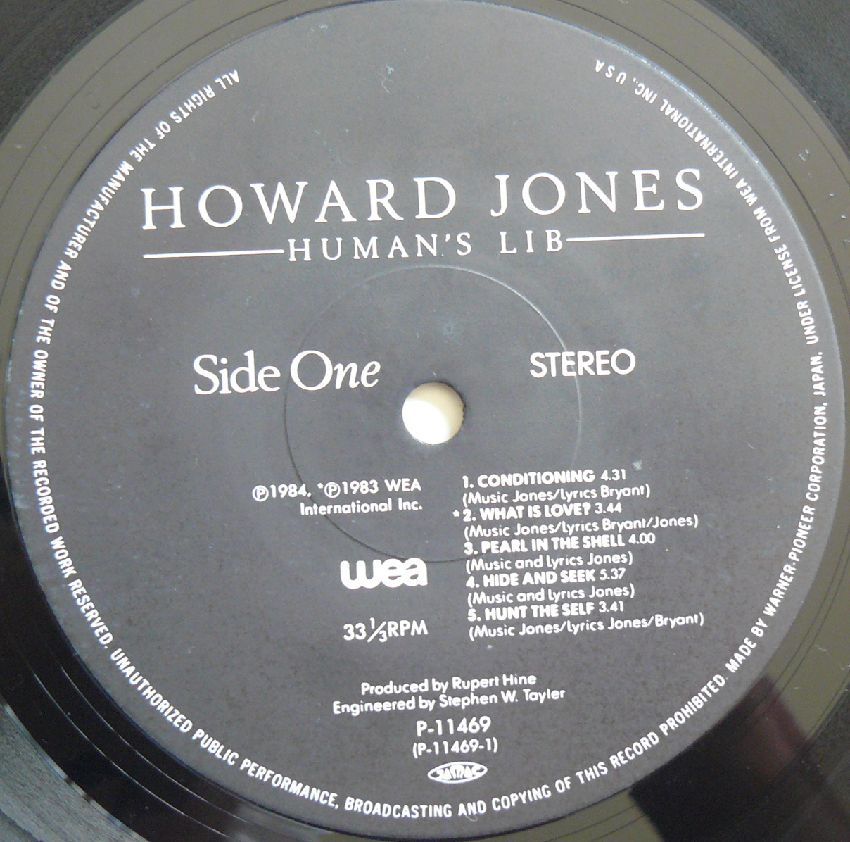 HOWARD JONES
HUMAN'S LIB
Side One
STEREO
℗1984, *℗1983 WEA
International Inc.
wea
33⅓RPM
1. CONDITIONING 4.31
(Music Jones/lyrics Bryant)
*2. WHAT IS LOVE? 3.44
(Music Jones/lyrics Bryant/Jones)
3. PEARL IN THE SHELL 4.00
(Music and lyrics Jones)
4. HIDE AND SEEK 5.37
(Music and lyrics Jones)
5. HUNT THE SELF 3.41
(Music Jones/lyrics Jones/Bryant)
Produced by Rupert Hine
Engineered by Stephen W. Tayler
P-11469
(P-11469-1)
JASRAC
ALL RIGHTS OF THE MANUFACTURER AND OF THE OWNER OF THE RECORDED WORK RESERVED. UNAUTHORIZED PUBLIC PERFORMANCE, BROADCASTING AND COPYING OF THIS RECORD PROHIBITED. MADE BY WARNER-PIONEER CORPORATION, JAPAN, UNDER LICENSE FROM WEA INTERNATIONAL INC., U S A